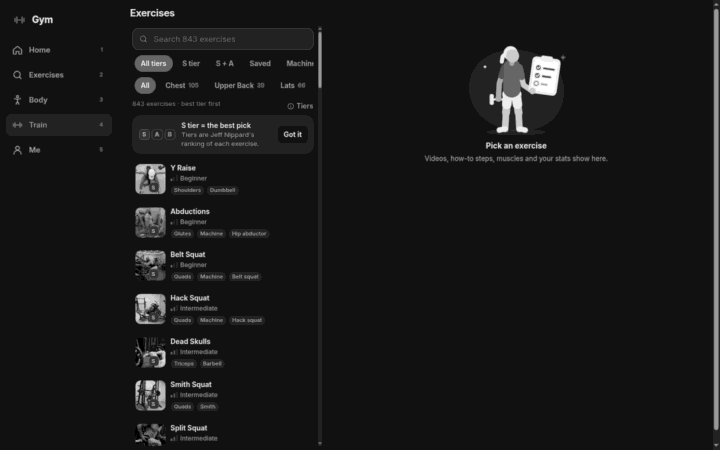 Gym
Home 1
Exercises 2
Body 3
Train 4
Me 5
Exercises
Search 843 exercises
All tiers S tier S + A Saved Machine
All Chest 105 Upper Back 39 Lats 66
843 exercises · best tier first Tiers
S A B
S tier = the best pick
Tiers are Jeff Nippard's
ranking of each exercise.
Got it
Y Raise
Beginner
Shoulders Dumbbell
Abductions
Beginner
Glutes Machine Hip abductor
Belt Squat
Beginner
Quads Machine Belt squat
Hack Squat
Intermediate
Quads Machine Hack squat
Dead Skulls
Intermediate
Triceps Barbell
Smith Squat
Intermediate
Quads Smith
Split Squat
Intermediate
Pick an exercise
Videos, how-to steps, muscles and your stats show here.